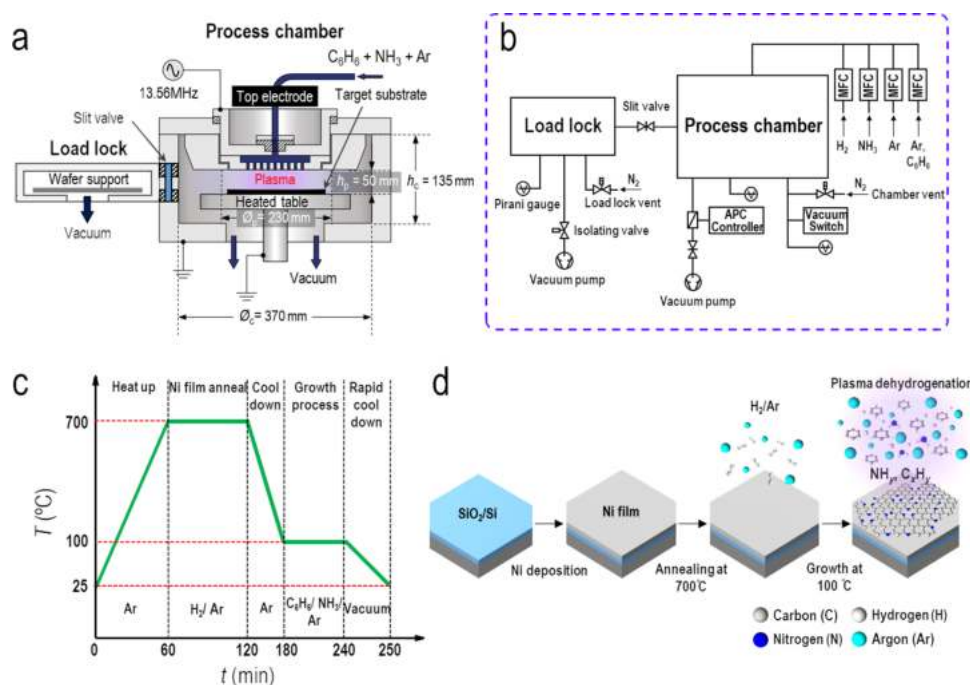 a
Process chamber
C6H6 + NH3 + Ar
13.56MHz
Top electrode
Target substrate
Slit valve
Load lock
Wafer support
Plasma
hp = 50 mm
hc = 135 mm
Heated table
= 230 mm
Vacuum
Vacuum
Øc = 370 mm
b
Load lock
Slit valve
Process chamber
MFC
MFC
MFC
MFC
H2
NH3
Ar
Ar,
C6H6
N2
Pirani gauge
Load lock vent
Isolating valve
Vacuum pump
APC
Controller
Vacuum
Switch
N2
Chamber vent
Vacuum pump
c
Heat up
Ni film anneal
Cool
down
Growth
process
Rapid
cool
down
700
100
25
T (ºC)
Ar
H2/ Ar
Ar
C6H6/ NH3/
Ar
Vacuum
0
60
120
180
240
250
t (min)
d
Plasma dehydrogenation
H2/Ar
SiO2/Si
Ni film
Ni deposition
Annealing at
700℃
Growth at
100 ℃
Carbon (C)
Hydrogen (H)
Nitrogen (N)
Argon (Ar)